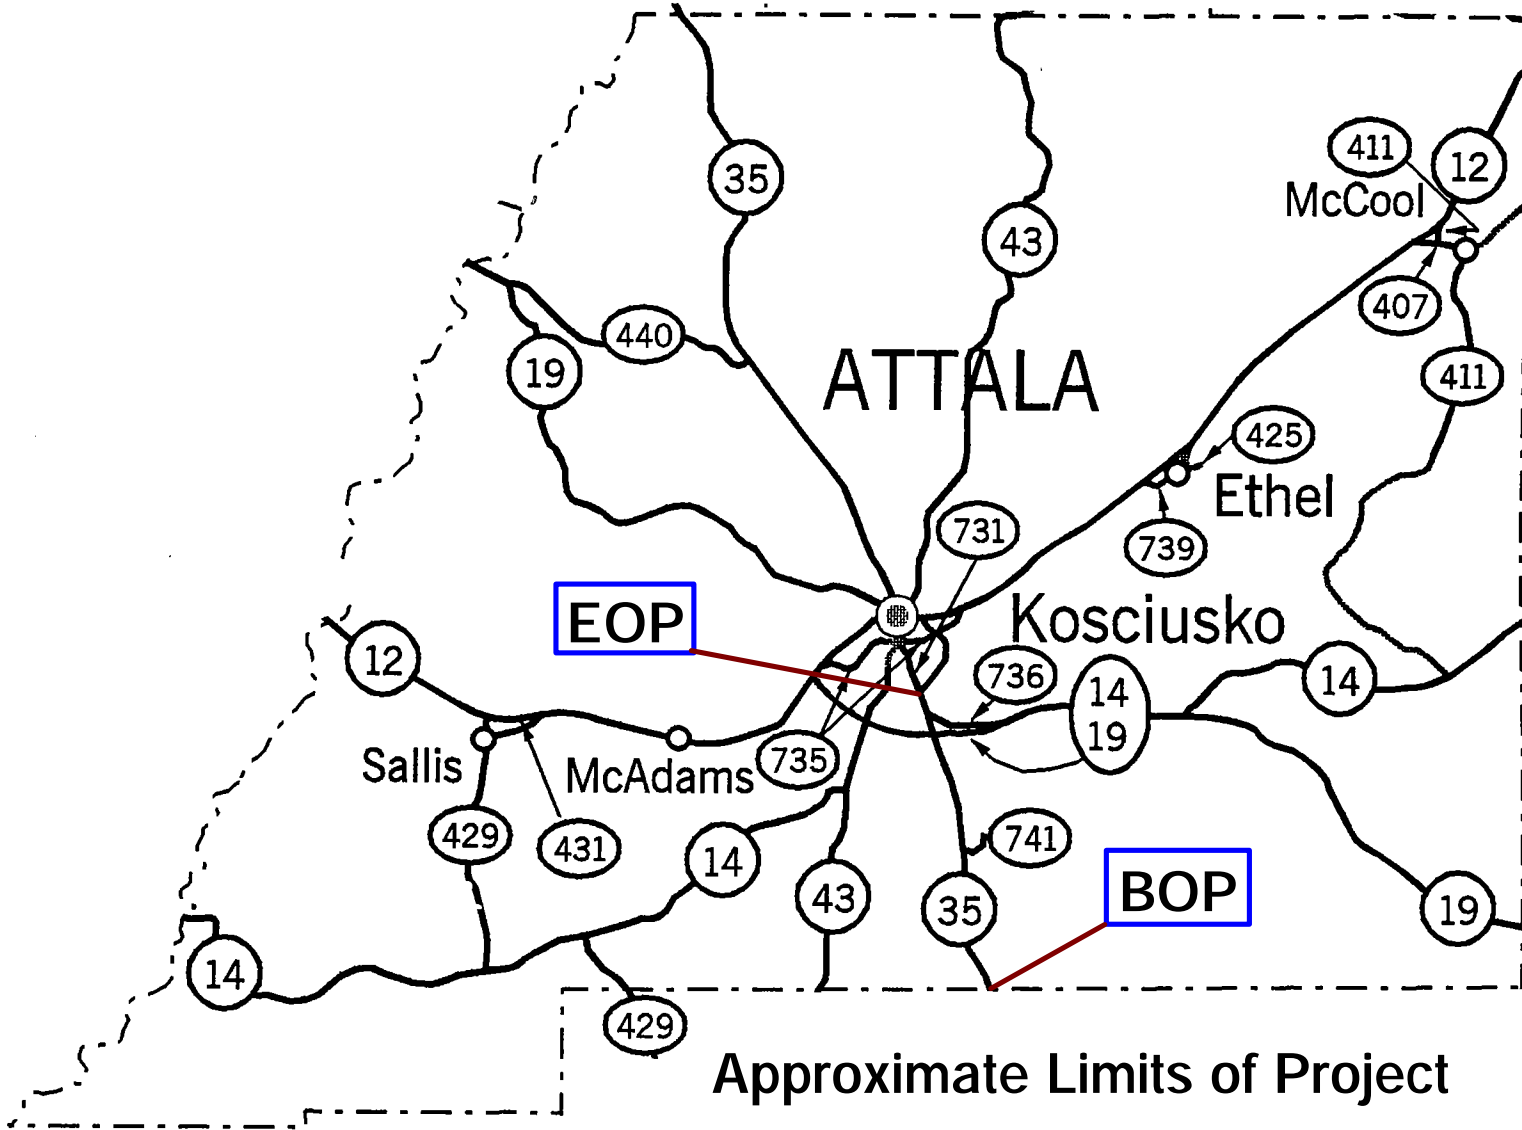 411
12
35
McCool
43
407
440
19
ATTALA
411
425
Ethel
731
739
EOP
Kosciusko
12
736
14
14
19
Sallis
McAdams
735
429
431
741
14
BOP
43
35
19
14
429
Approximate Limits of Project